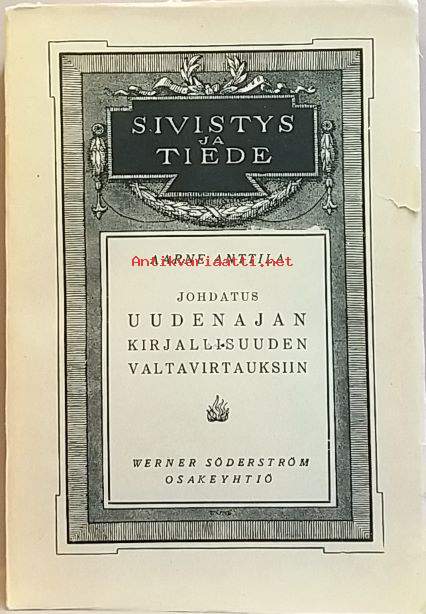 SIVISTYS
JA
TIEDE
AARNE ANTTILA
Antikvariaatti.net
JOHDATUS
UUDENAJAN
KIRJALLISUUDEN
VALTAVIRTAUKSIIN
WERNER SÖDERSTRÖM
OSAKEYHTIÖ